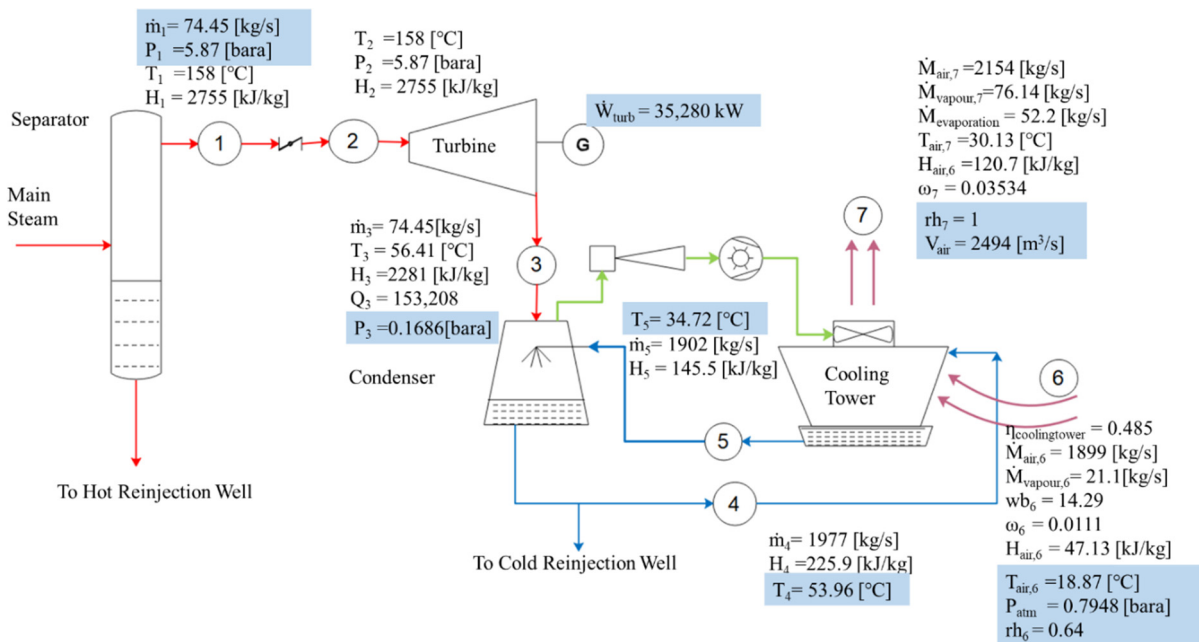 ṁ₁= 74.45 [kg/s]
P₁ =5.87 [bara]
T₁ =158 [°C]
H₁ = 2755 [kJ/kg]
T₂ =158 [°C]
P₂ =5.87 [bara]
H₂ = 2755 [kJ/kg]
Ẇturb = 35,280 kW
Separator
1
2
Turbine
G
Main
Steam
ṁ₃= 74.45[kg/s]
T₃ = 56.41 [°C]
H₃ =2281 [kJ/kg]
Q₃ = 153,208
P₃ =0.1686[bara]
3
Condenser
T₅= 34.72 [°C]
ṁ₅= 1902 [kg/s]
H₅ = 145.5 [kJ/kg]
Ṁair,7 =2154 [kg/s]
Ṁvapour,7=76.14[kg/s]
Ṁevaporation = 52.2 [kg/s]
Tair,7 =30.13 [°C]
Hair,6 =120.7 [kJ/kg]
ω₇ = 0.03534
rh₇ = 1
Vair = 2494 [m³/s]
7
Cooling
Tower
6
5
4
To Hot Reinjection Well
To Cold Reinjection Well
ṁ₄= 1977 [kg/s]
H₄ =225.9 [kJ/kg]
T₄= 53.96 [°C]
ηcoolingtower = 0.485
Ṁair,6 = 1899 [kg/s]
Ṁvapour,6= 21.1[kg/s]
wb₆ = 14.29
ω₆ = 0.0111
Hair,6 = 47.13 [kJ/kg]
Tair,6 =18.87 [°C]
Patm = 0.7948 [bara]
rh₆ = 0.64